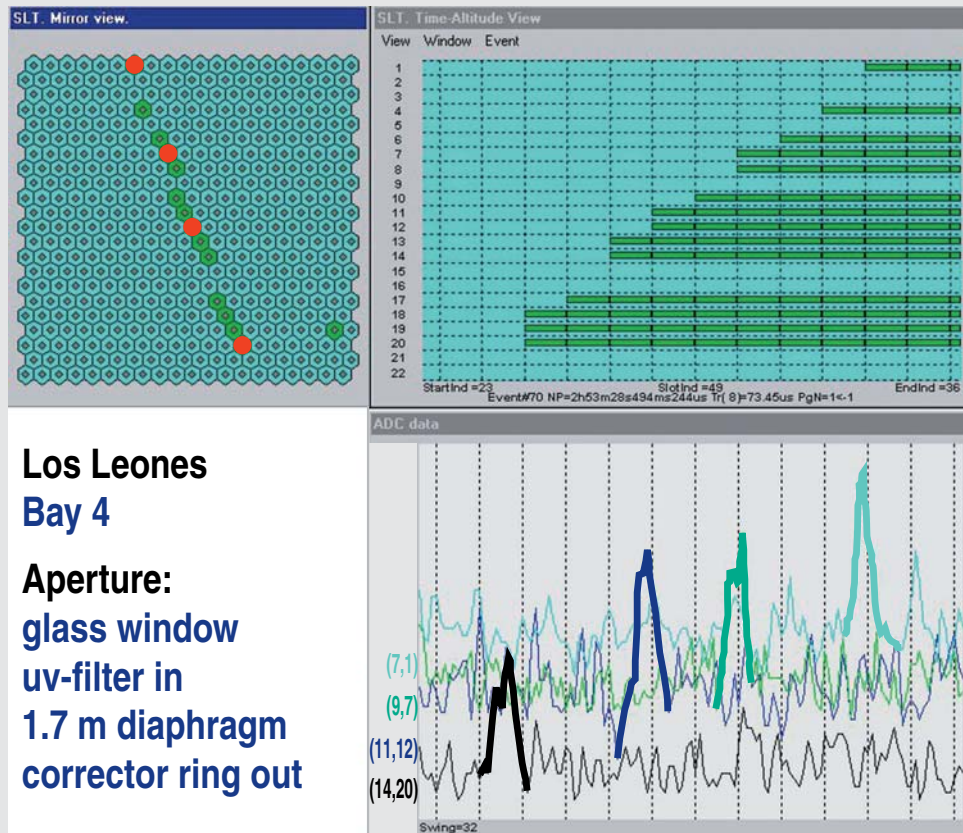 SLT. Mirror view.
SLT. Time-Altitude View
View Window Event
1
2
3
4
5
6
7
8
9
10
11
12
13
14
15
16
17
18
19
20
21
22
StartInd =23 SlotInd =49 EndInd =36
Event#70 NP=2h53m28s494ms244us Tr( 8)=73.45us PgN=1<-1
Los Leones
Bay 4
Aperture:
glass window
uv-filter in
1.7 m diaphragm
corrector ring out
ADC data
(7,1)
(9,7)
(11,12)
(14,20)
Swing=32